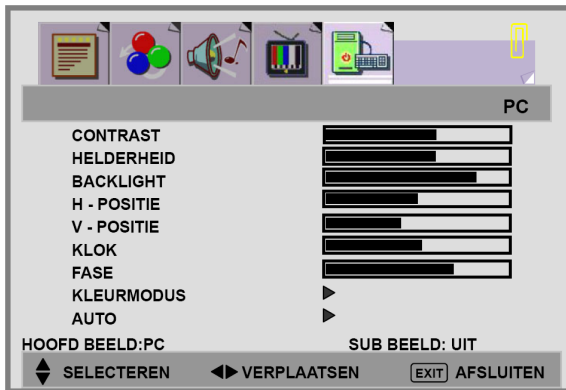 PC
CONTRAST
HELDERHEID
BACKLIGHT
H - POSITIE
V - POSITIE
KLOK
FASE
KLEURMODUS
AUTO
HOOFD BEELD:PC SUB BEELD: UIT
SELECTEREN VERPLAATSEN EXIT AFSLUITEN